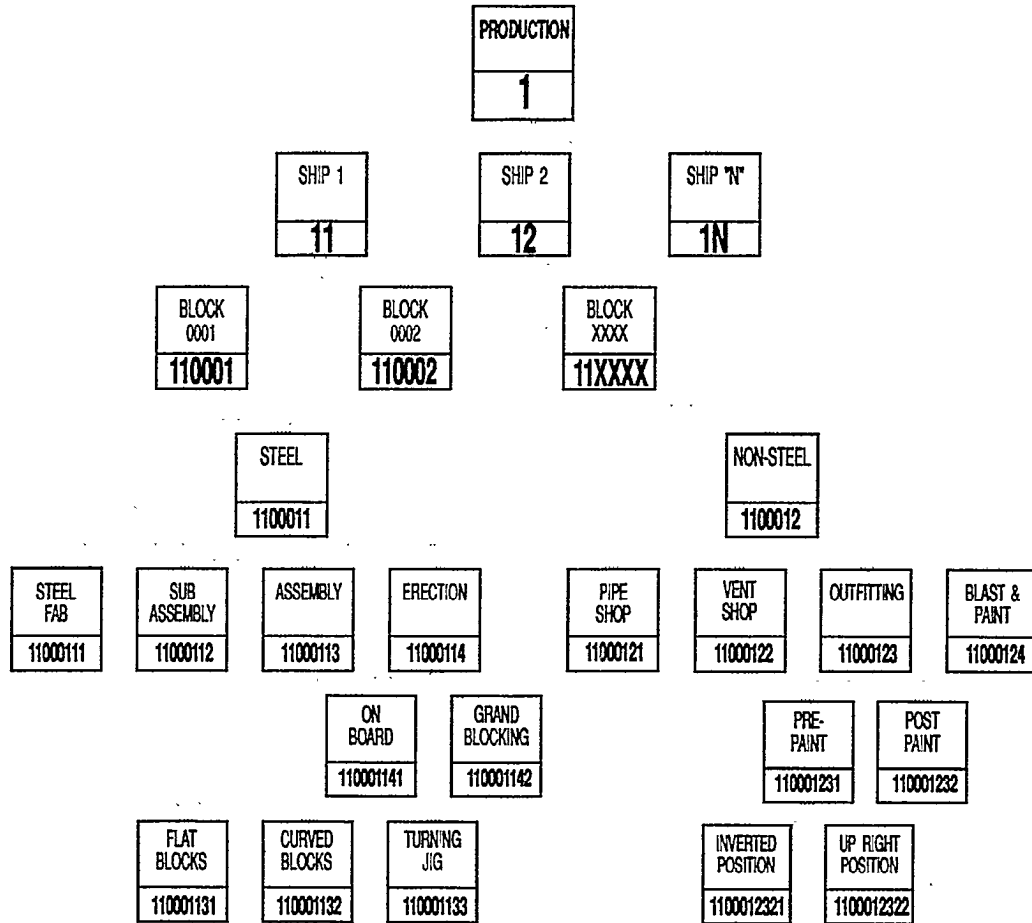 PRODUCTION
1
SHIP 1
11
SHIP 2
12
SHIP "N"
1N
BLOCK
0001
110001
BLOCK
0002
110002
BLOCK
XXXX
11XXXX
STEEL
1100011
NON-STEEL
1100012
STEEL
FAB
11000111
SUB
ASSEMBLY
11000112
ASSEMBLY
11000113
ERECTION
11000114
PIPE
SHOP
11000121
VENT
SHOP
11000122
OUTFITTING
11000123
BLAST &
PAINT
11000124
ON
BOARD
110001141
GRAND
BLOCKING
110001142
PRE-
PAINT
110001231
POST
PAINT
110001232
FLAT
BLOCKS
110001131
CURVED
BLOCKS
110001132
TURNING
JIG
110001133
INVERTED
POSITION
1100012321
UP RIGHT
POSITION
1100012322